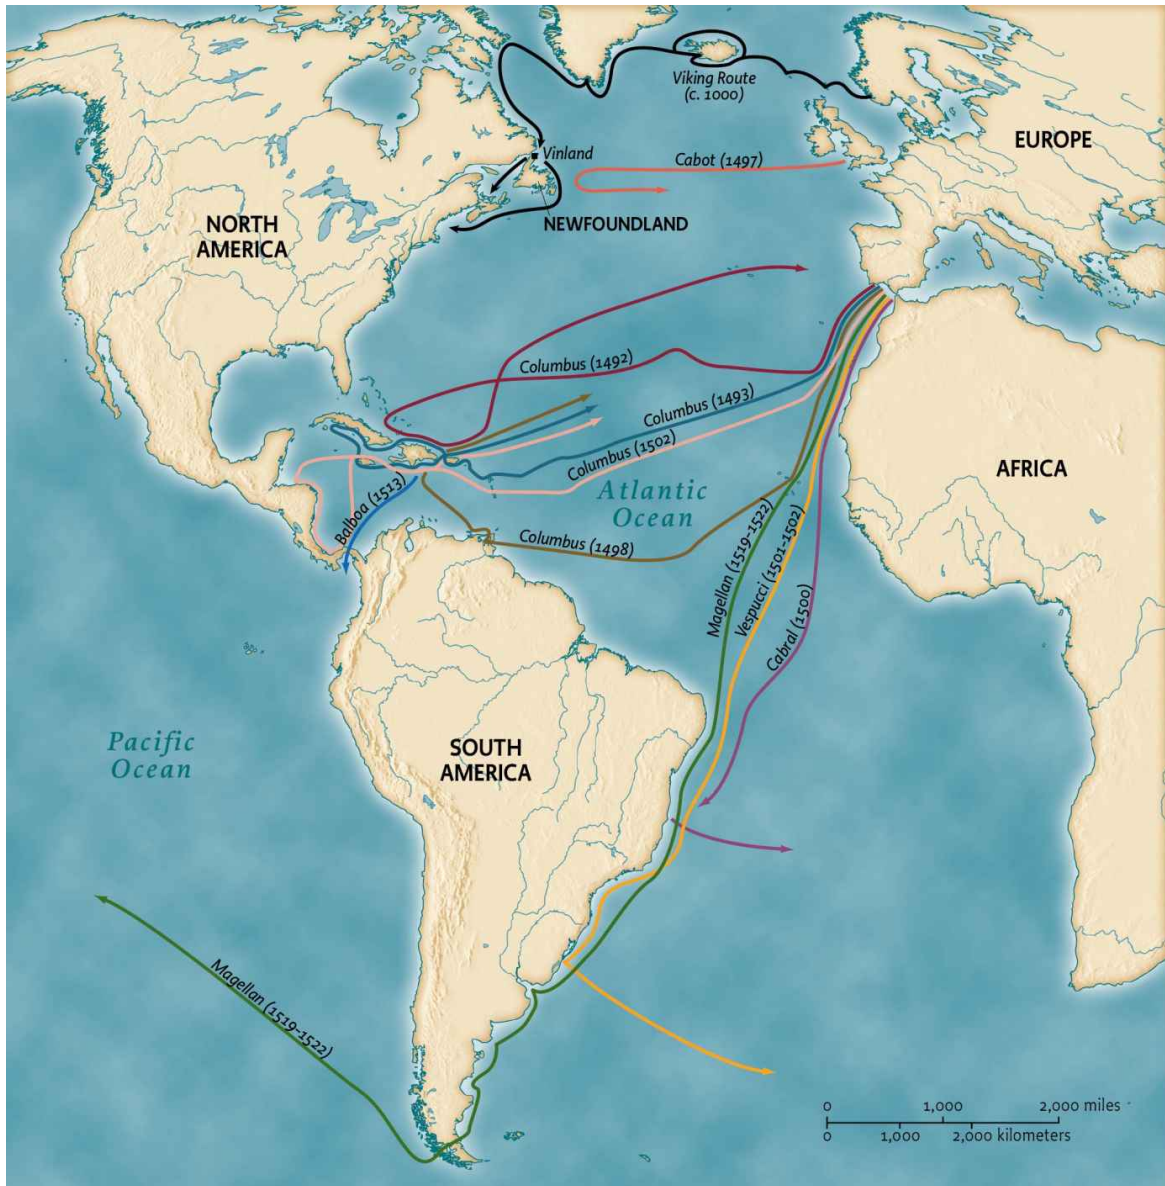 Viking Route
(c. 1000)
EUROPE
Vinland
Cabot (1497)
NORTH
AMERICA
NEWFOUNDLAND
Columbus (1492)
Columbus (1493)
Columbus (1502)
AFRICA
Atlantic
Ocean
Balboa (1513)
Columbus (1498)
Magellan (1519-1522)
Vespucci (1501-1502)
Cabral (1500)
Pacific
Ocean
SOUTH
AMERICA
Magellan (1519-1522)
0 1,000 2,000 miles
0 1,000 2,000 kilometers